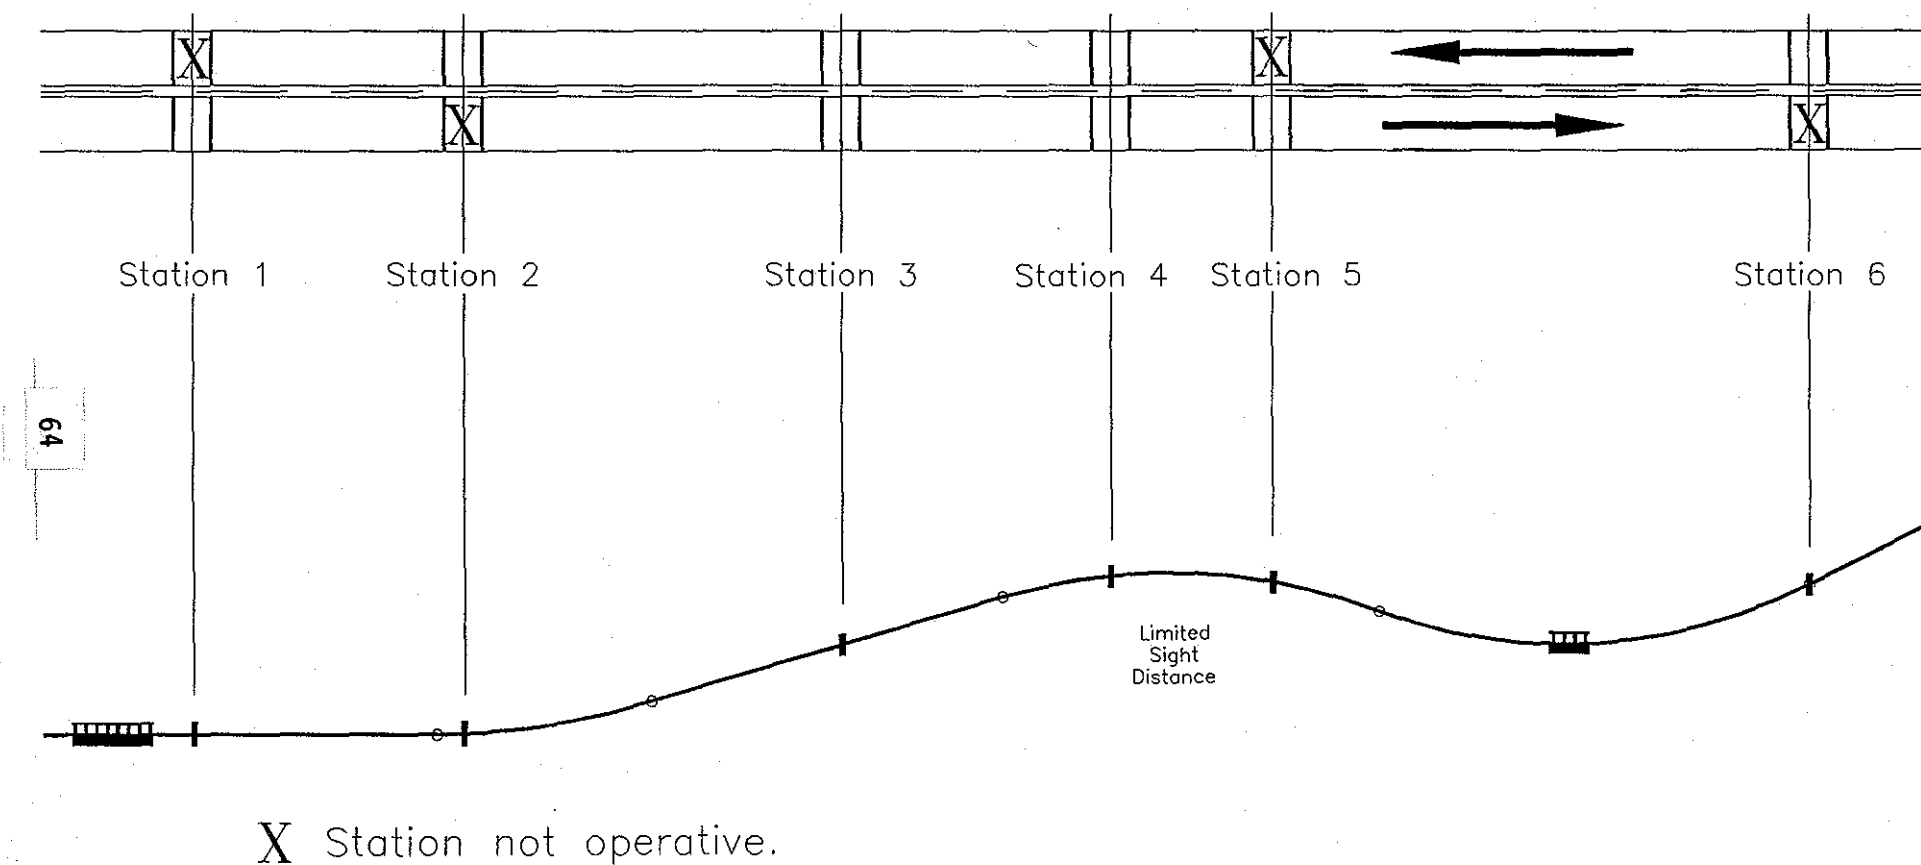 X
X
X
X
Station 1
Station 2
Station 3
Station 4
Station 5
Station 6
64
Limited
Sight
Distance
X Station not operative.